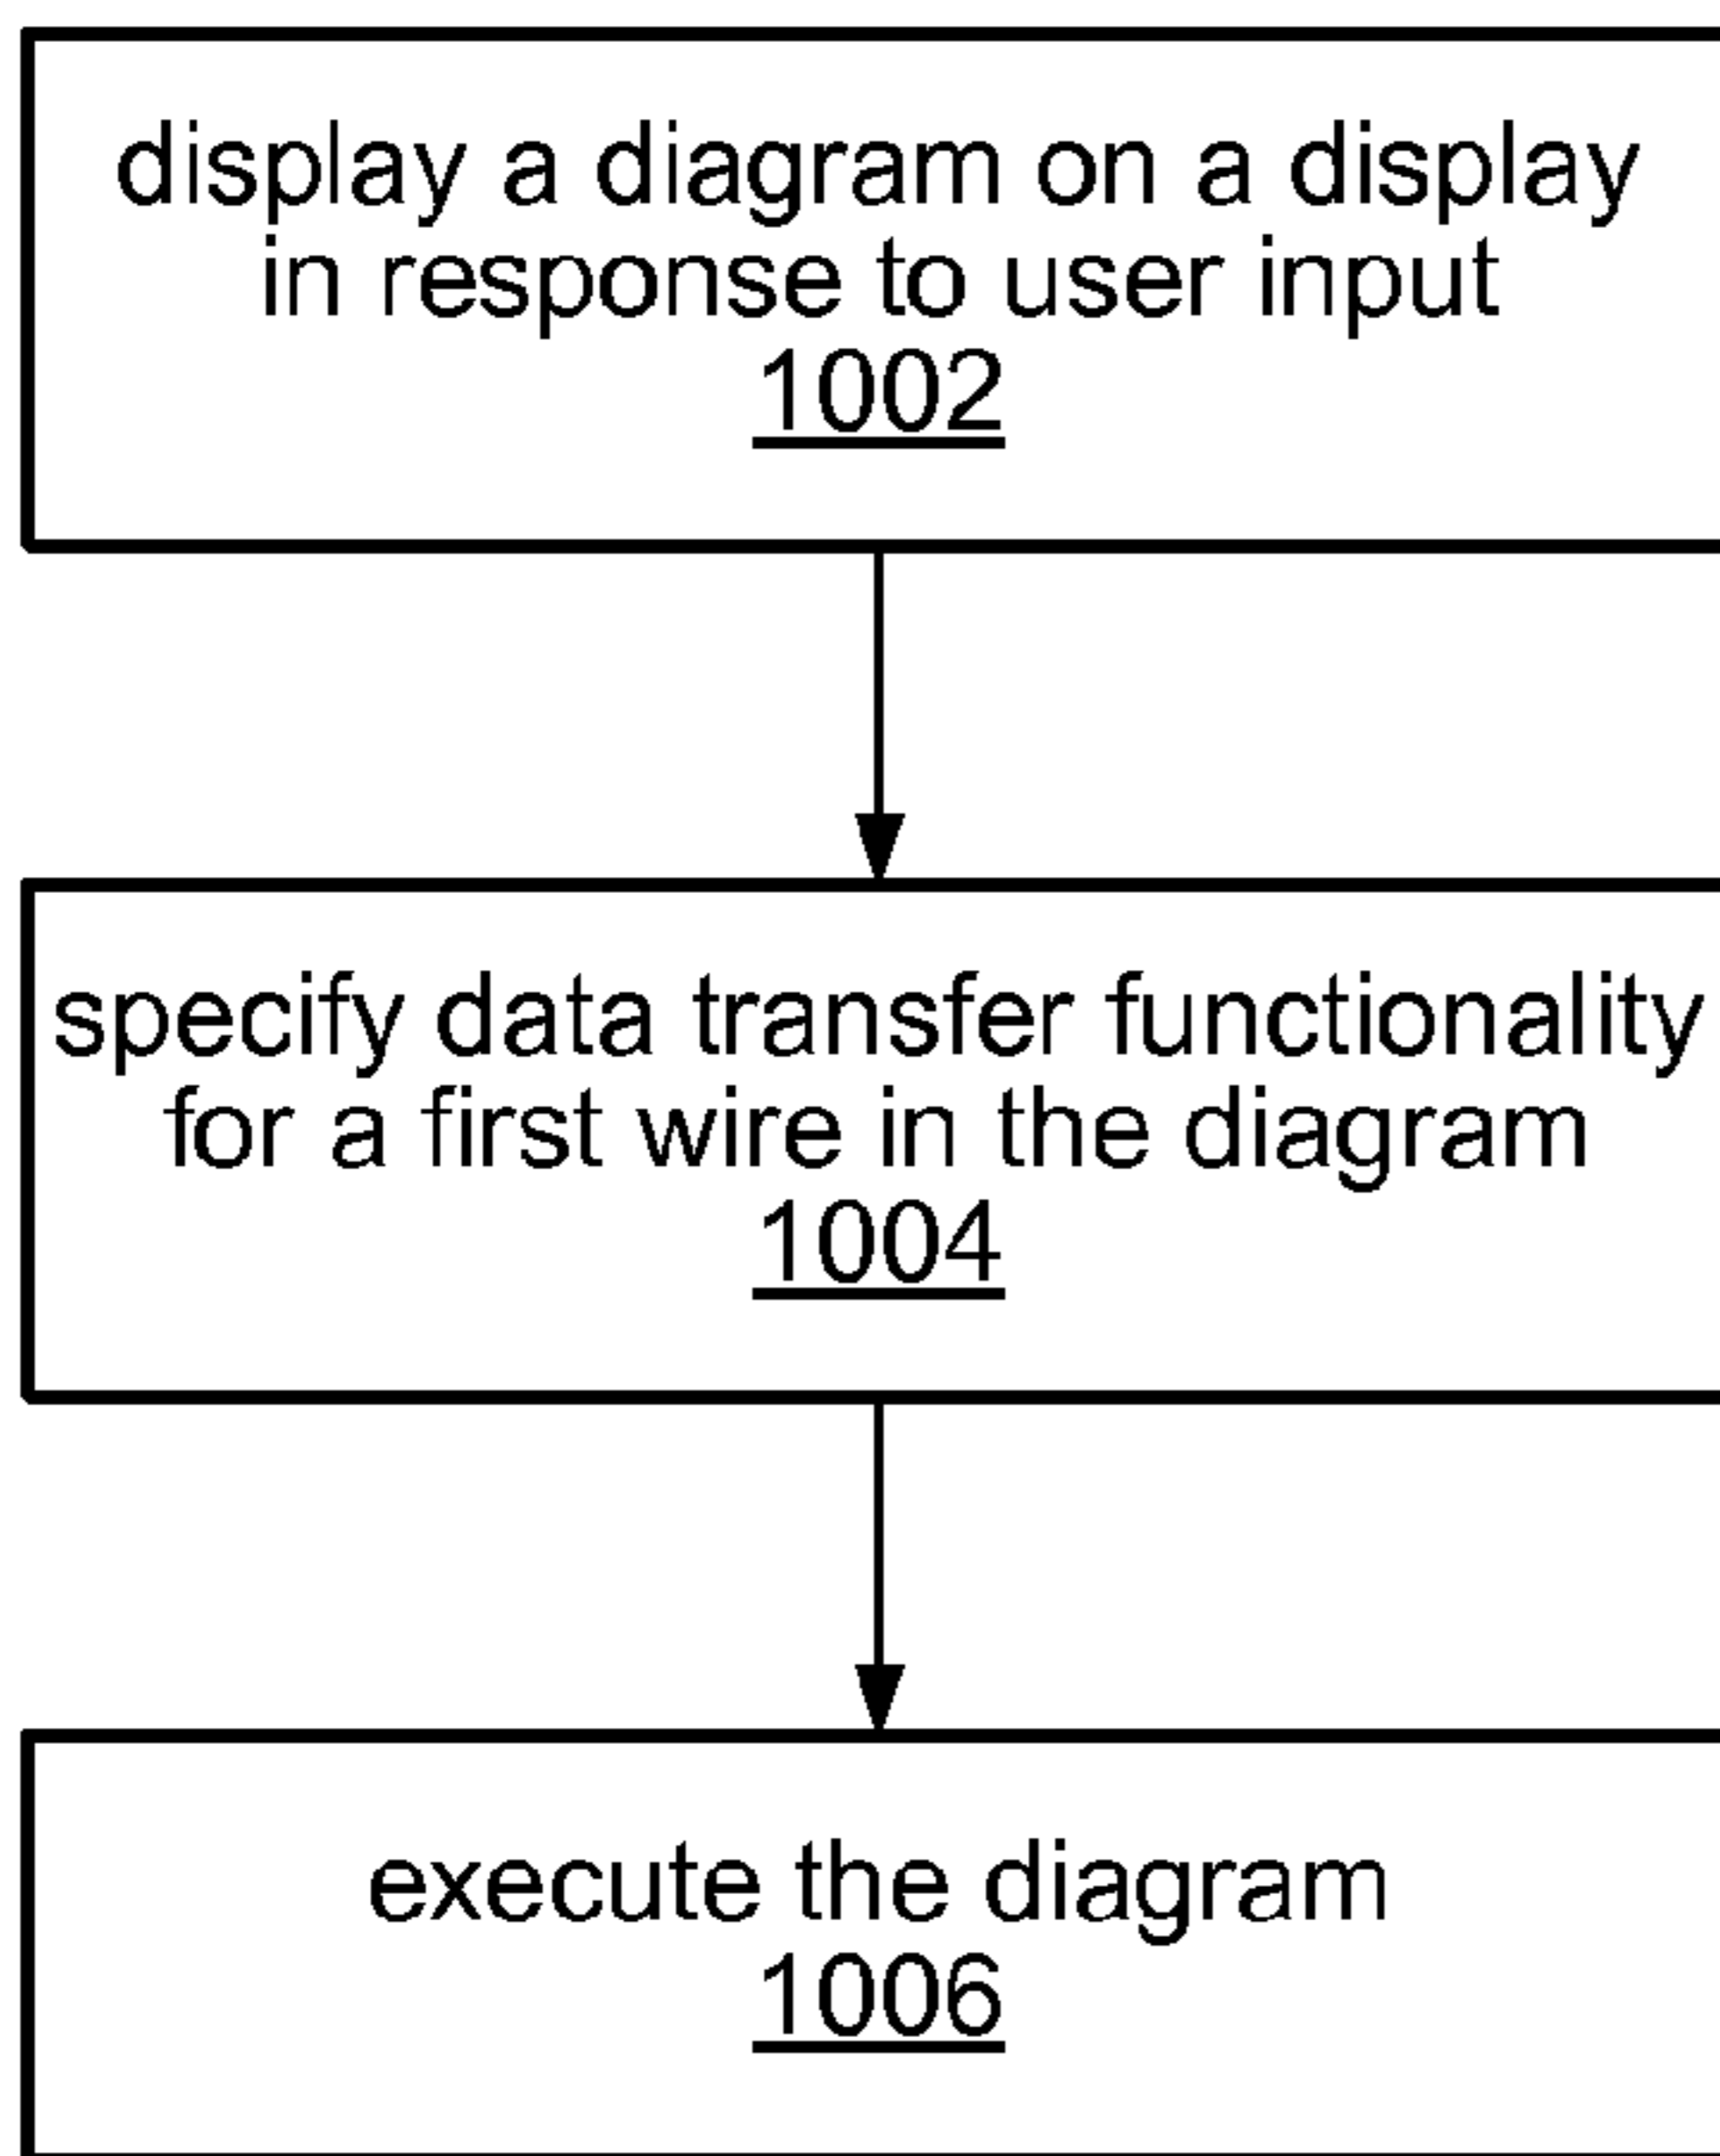 display a diagram on a display
in response to user input
1002
specify data transfer functionality
for a first wire in the diagram
1004
execute the diagram
1006